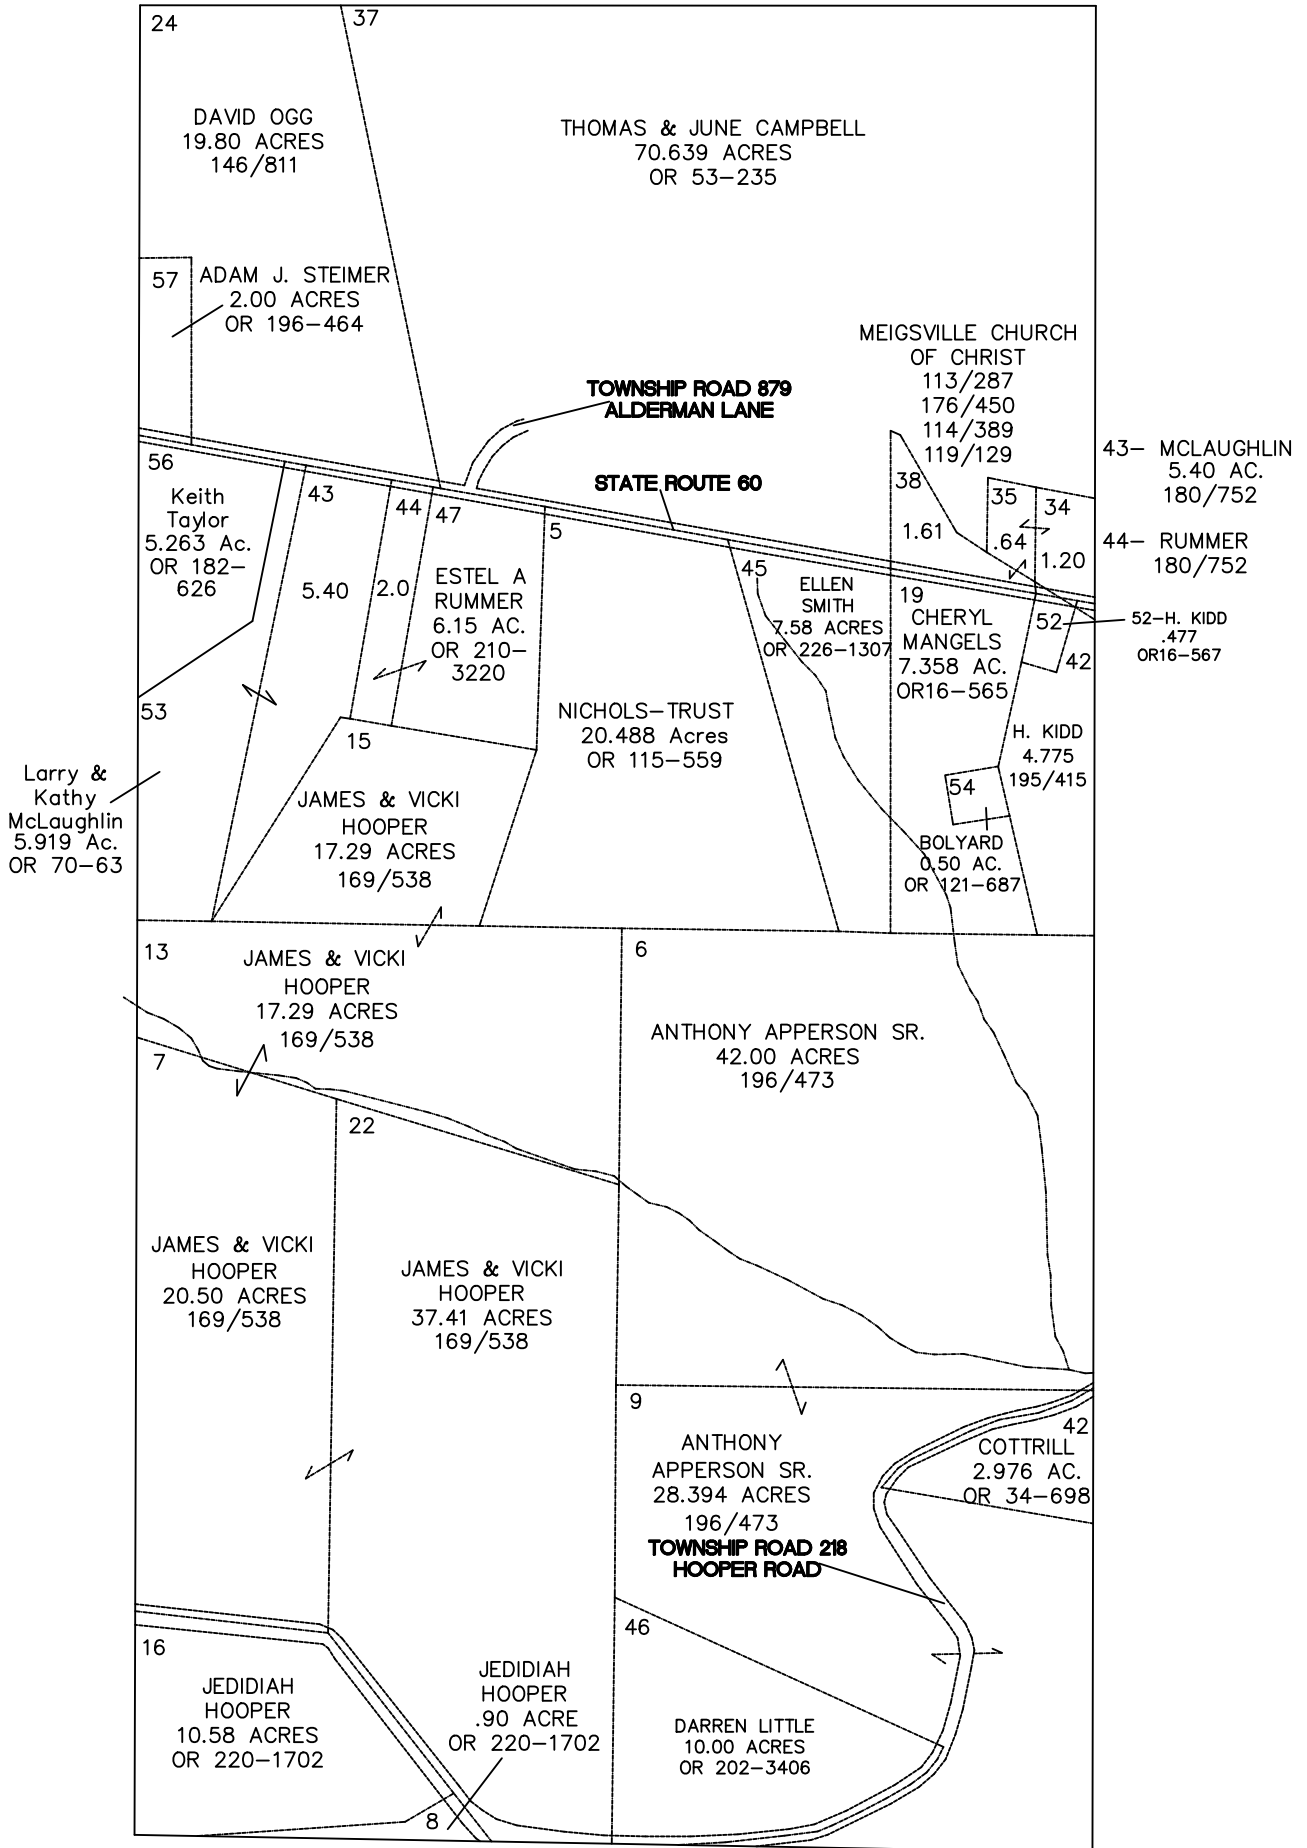 24
37
DAVID OGG
19.80 ACRES
146/811
THOMAS & JUNE CAMPBELL
70.639 ACRES
OR 53-235
57
ADAM J. STEIMER
2.00 ACRES
OR 196-464
MEIGSVILLE CHURCH
OF CHRIST
113/287
176/450
114/389
119/129
TOWNSHIP ROAD 879
ALDERMAN LANE
STATE ROUTE 60
43- MCLAUGHLIN
5.40 AC.
180/752
44- RUMMER
180/752
56
Keith
Taylor
5.263 Ac.
OR 182-
626
43
5.40
44
2.0
47
ESTEL A
RUMMER
6.15 AC.
OR 210-
3220
5
45
ELLEN
SMITH
7.58 ACRES
OR 226-1307
38
1.61
35
.64
34
1.20
19
CHERYL
MANGELS
7.358 AC.
OR16-565
52
52-H. KIDD
.477
OR16-567
42
H. KIDD
4.775
195/415
53
Larry &
Kathy
McLaughlin
5.919 Ac.
OR 70-63
15
JAMES & VICKI
HOOPER
17.29 ACRES
169/538
NICHOLS-TRUST
20.488 Acres
OR 115-559
54
BOLYARD
0.50 AC.
OR 121-687
13
JAMES & VICKI
HOOPER
17.29 ACRES
169/538
6
ANTHONY APPERSON SR.
42.00 ACRES
196/473
7
22
JAMES & VICKI
HOOPER
20.50 ACRES
169/538
JAMES & VICKI
HOOPER
37.41 ACRES
169/538
9
ANTHONY
APPERSON SR.
28.394 ACRES
196/473
42
COTTRILL
2.976 AC.
OR 34-698
TOWNSHIP ROAD 218
HOOPER ROAD
16
JEDIDIAH
HOOPER
10.58 ACRES
OR 220-1702
JEDIDIAH
HOOPER
.90 ACRE
OR 220-1702
8
46
DARREN LITTLE
10.00 ACRES
OR 202-3406